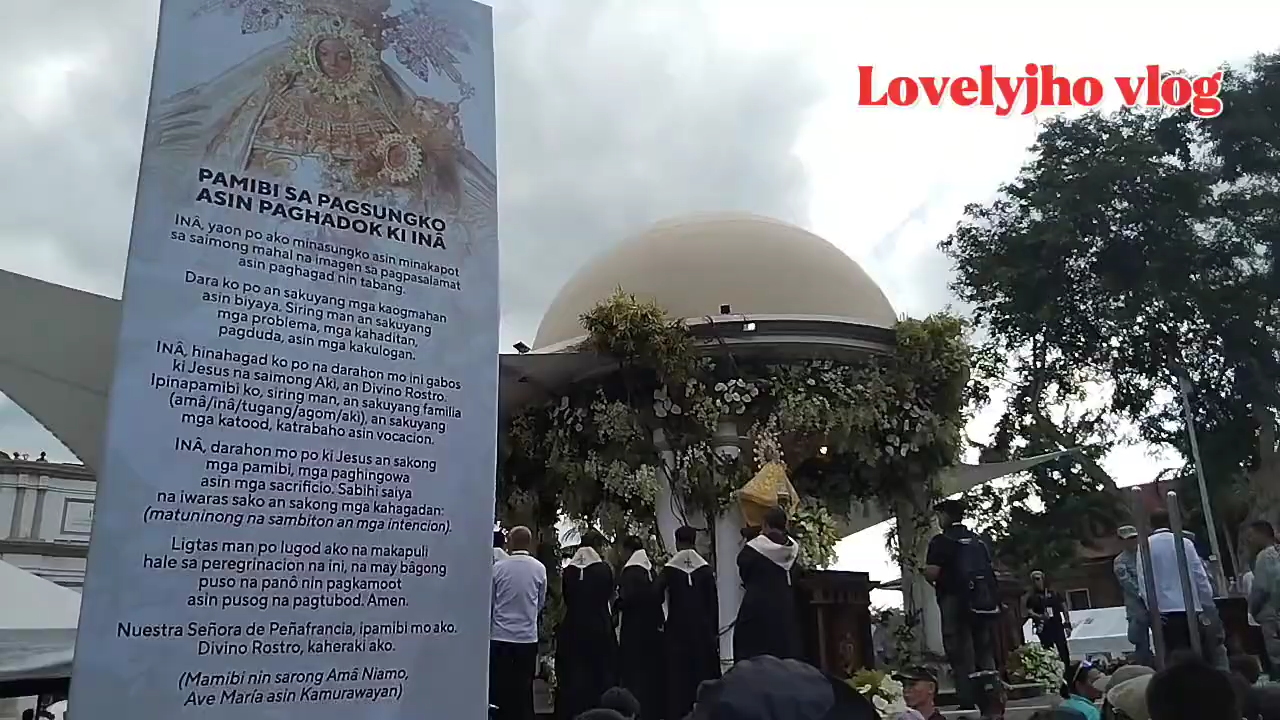 Lovelyjho vlog
PAMIBI SA PAGSUNGKO
ASIN PAGHADOK KI INÂ
INÂ, yaon po ako minasungko asin minakapot
sa saimong mahal na imagen sa pagpasalamat
asin paghagad nin tabang.
Dara ko po an sakuyang mga kaogmahan
asin biyaya. Siring man an sakuyang
mga problema, mga kahaditan,
pagduda, asin mga kakulogan.
INÂ, hinahagad ko po na darahon mo ini gabos
ki Jesus na saimong Aki, an Divino Rostro.
Ipinapamibi ko, siring man, an sakuyang familia
(amâ/inâ/tugang/agom/aki), an sakuyang
mga katood, katrabaho asin vocacion.
INÂ, darahon mo po ki Jesus an sakong
mga pamibi, mga paghingowa
asin mga sacrificio. Sabihi saiya
na iwaras sako an sakong mga kahagadan:
(matuninong na sambiton an mga intencion).
Ligtas man po lugod ako na makapuli
hale sa peregrinacion na ini, na may bâgong
puso na panô nin pagkamoot
asin pusog na pagtubod. Amen.
Nuestra Señora de Peñafrancia, ipamibi mo ako.
Divino Rostro, kaheraki ako.
(Mamibi nin sarong Amâ Niamo,
Ave María asin Kamurawayan)